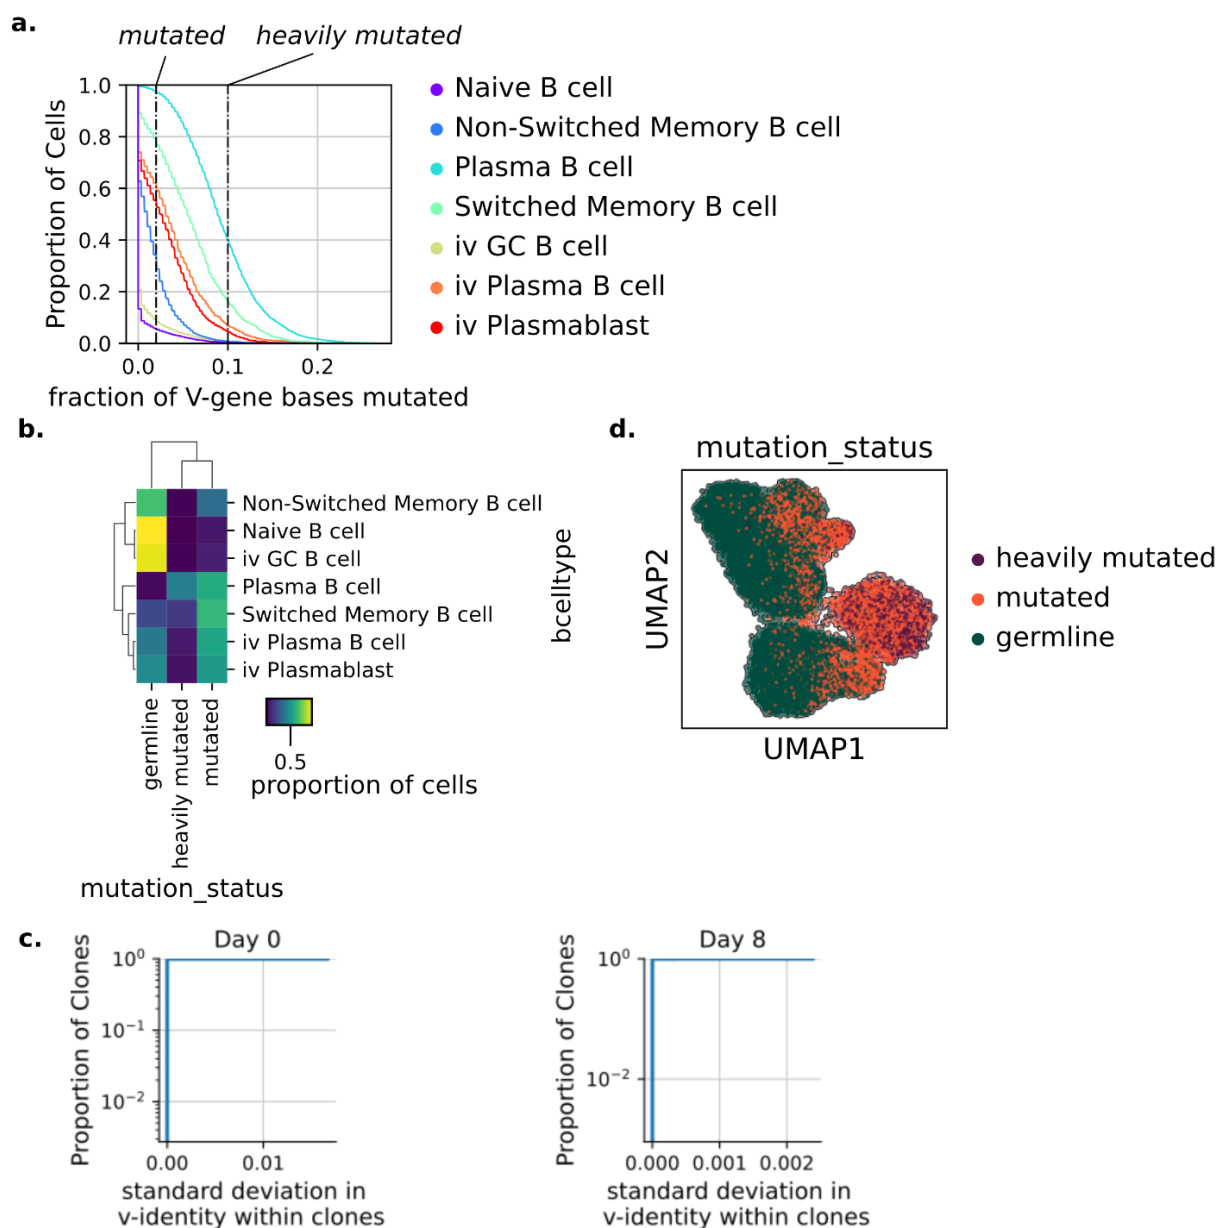 a.
mutated
heavily mutated
1.0
0.8
0.6
0.4
0.2
0.0
Proportion of Cells
0.0
0.1
0.2
fraction of V-gene bases mutated
Naive B cell
Non-Switched Memory B cell
Plasma B cell
Switched Memory B cell
iv GC B cell
iv Plasma B cell
iv Plasmablast
b.
Non-Switched Memory B cell
Naive B cell
iv GC B cell
Plasma B cell
Switched Memory B cell
iv Plasma B cell
iv Plasmablast
bcelltype
germline
heavily mutated
mutated
mutation_status
0.5
proportion of cells
d.
mutation_status
UMAP2
UMAP1
heavily mutated
mutated
germline
c.
Day 0
Proportion of Clones
10⁰
10⁻¹
10⁻²
0.00
0.01
standard deviation in
v-identity within clones
Day 8
Proportion of Clones
10⁰
10⁻²
0.000
0.001
0.002
standard deviation in
v-identity within clones